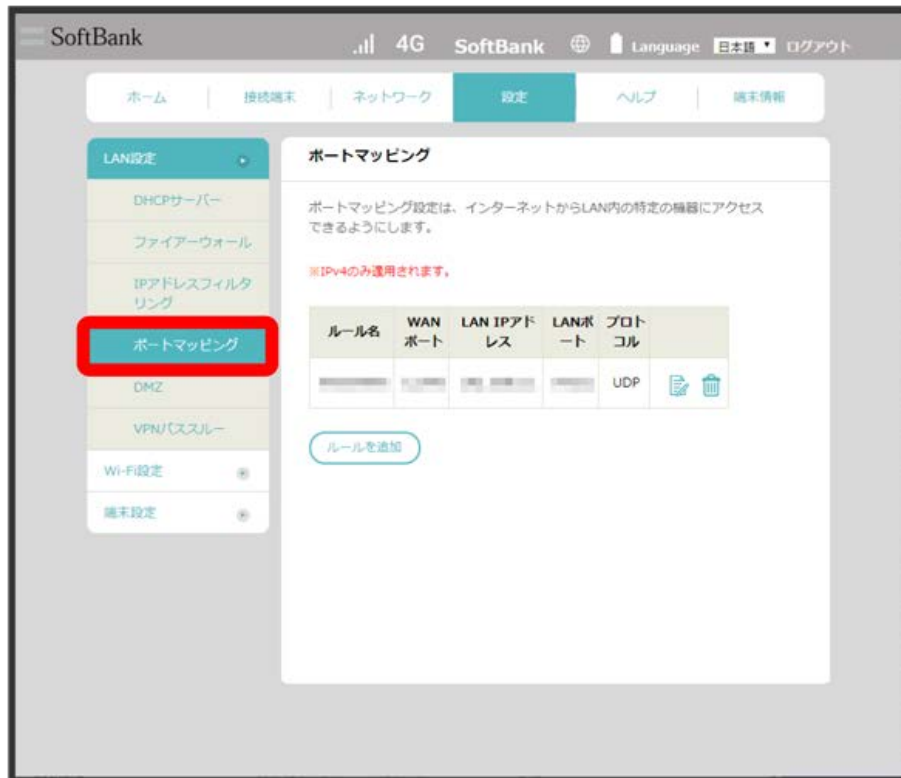 SoftBank
4G SoftBank Language 日本語 ログアウト
ホーム 接続端末 ネットワーク 設定 ヘルプ 端末情報
LAN設定
DHCPサーバー
ファイアーウォール
IPアドレスフィルタ
リング
ポートマッピング
DMZ
VPNパススルー
Wi-Fi設定
端末設定
ポートマッピング
ポートマッピング設定は、インターネットからLAN内の特定の機器にアクセス
できるようにします。
※IPv4のみ適用されます。
ルール名 WAN LAN IPアド LANポ プロト
ポート レス ート コル
UDP
ルールを追加